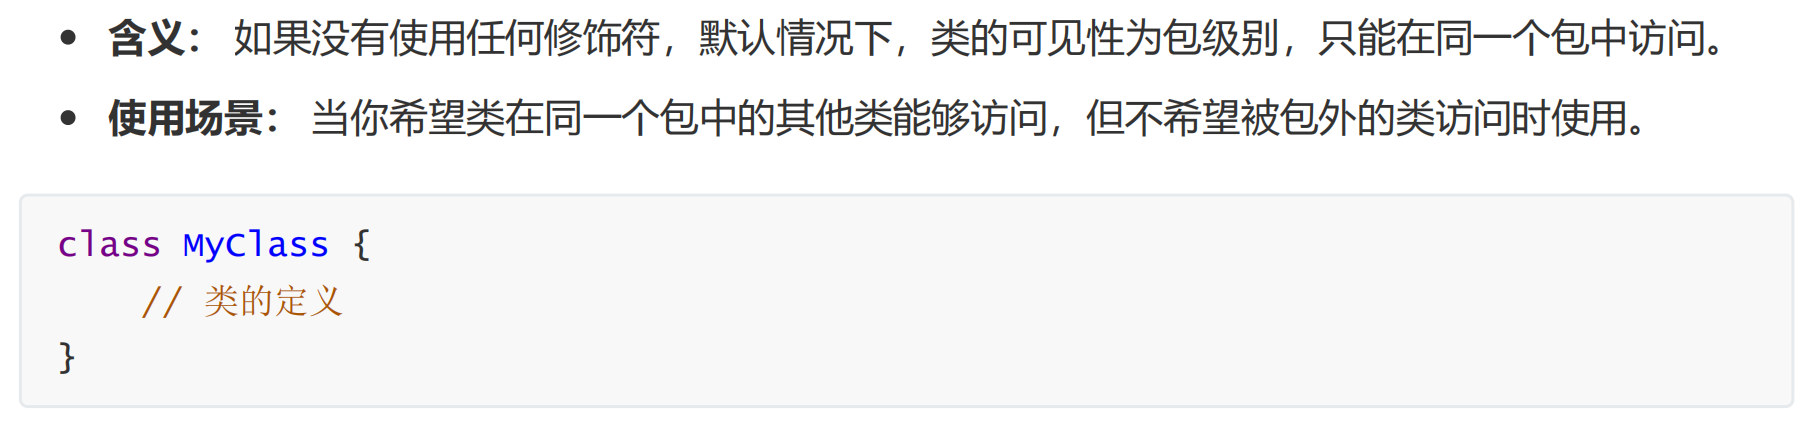 • 含义： 如果没有使用任何修饰符，默认情况下，类的可见性为包级别，只能在同一个包中访问。
• 使用场景： 当你希望类在同一个包中的其他类能够访问，但不希望被包外的类访问时使用。
class MyClass {
    // 类的定义
}